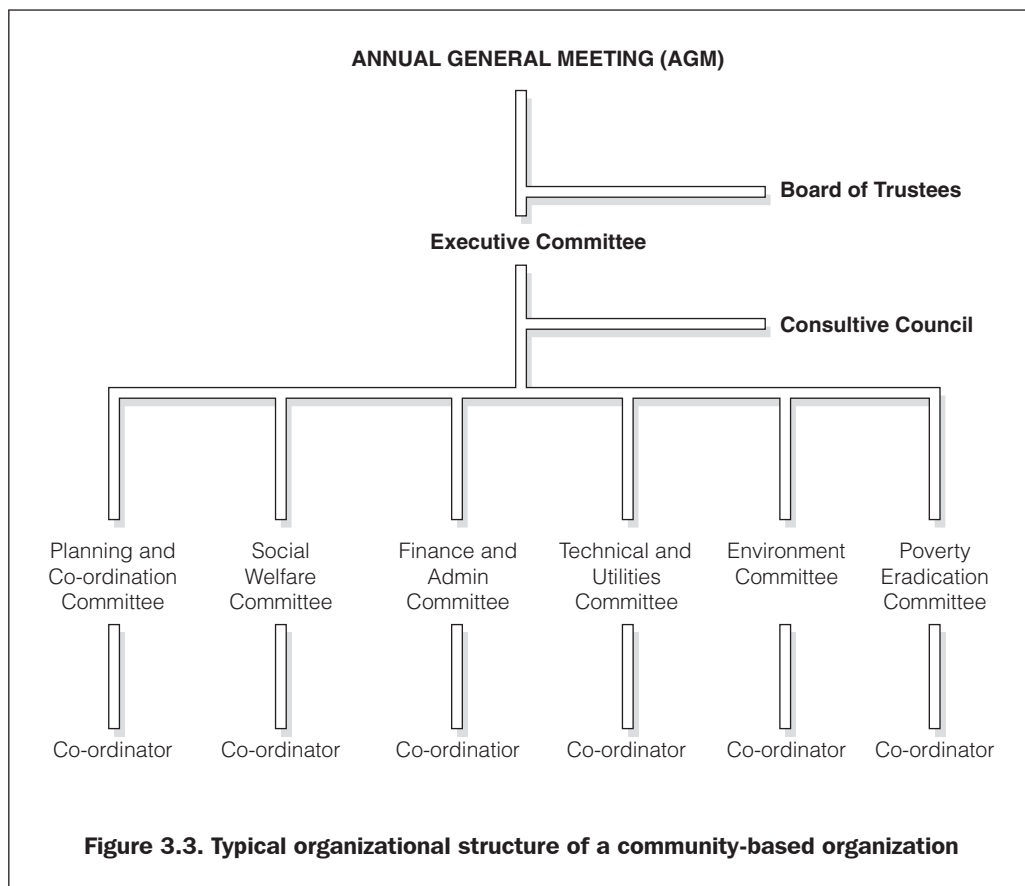 ANNUAL GENERAL MEETING (AGM)
Board of Trustees
Executive Committee
Consultive Council
Planning and
Co-ordination
Committee
Social
Welfare
Committee
Finance and
Admin
Committee
Technical and
Utilities
Committee
Environment
Committee
Poverty
Eradication
Committee
Co-ordinator
Co-ordinator
Co-ordinatior
Co-ordinator
Co-ordinator
Co-ordinator
Figure 3.3. Typical organizational structure of a community-based organization